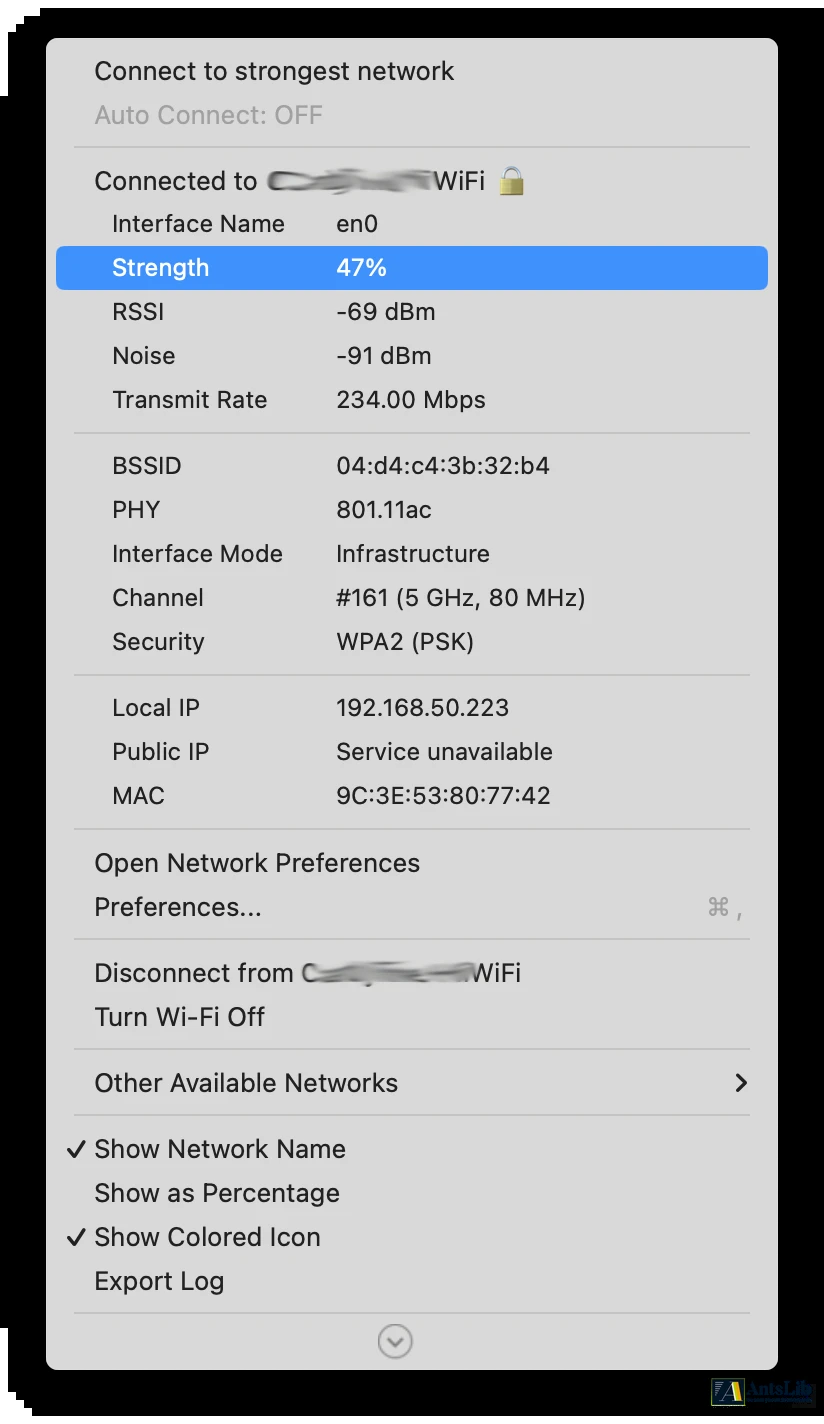 Connect to strongest network
Auto Connect: OFF
Connected to WiFi
Interface Name en0
Strength 47%
RSSI -69 dBm
Noise -91 dBm
Transmit Rate 234.00 Mbps
BSSID 04:d4:c4:3b:32:b4
PHY 801.11ac
Interface Mode Infrastructure
Channel #161 (5 GHz, 80 MHz)
Security WPA2 (PSK)
Local IP 192.168.50.223
Public IP Service unavailable
MAC 9C:3E:53:80:77:42
Open Network Preferences
Preferences... ⌘ ,
Disconnect from WiFi
Turn Wi-Fi Off
Other Available Networks
Show Network Name
Show as Percentage
Show Colored Icon
Export Log
AntsLib